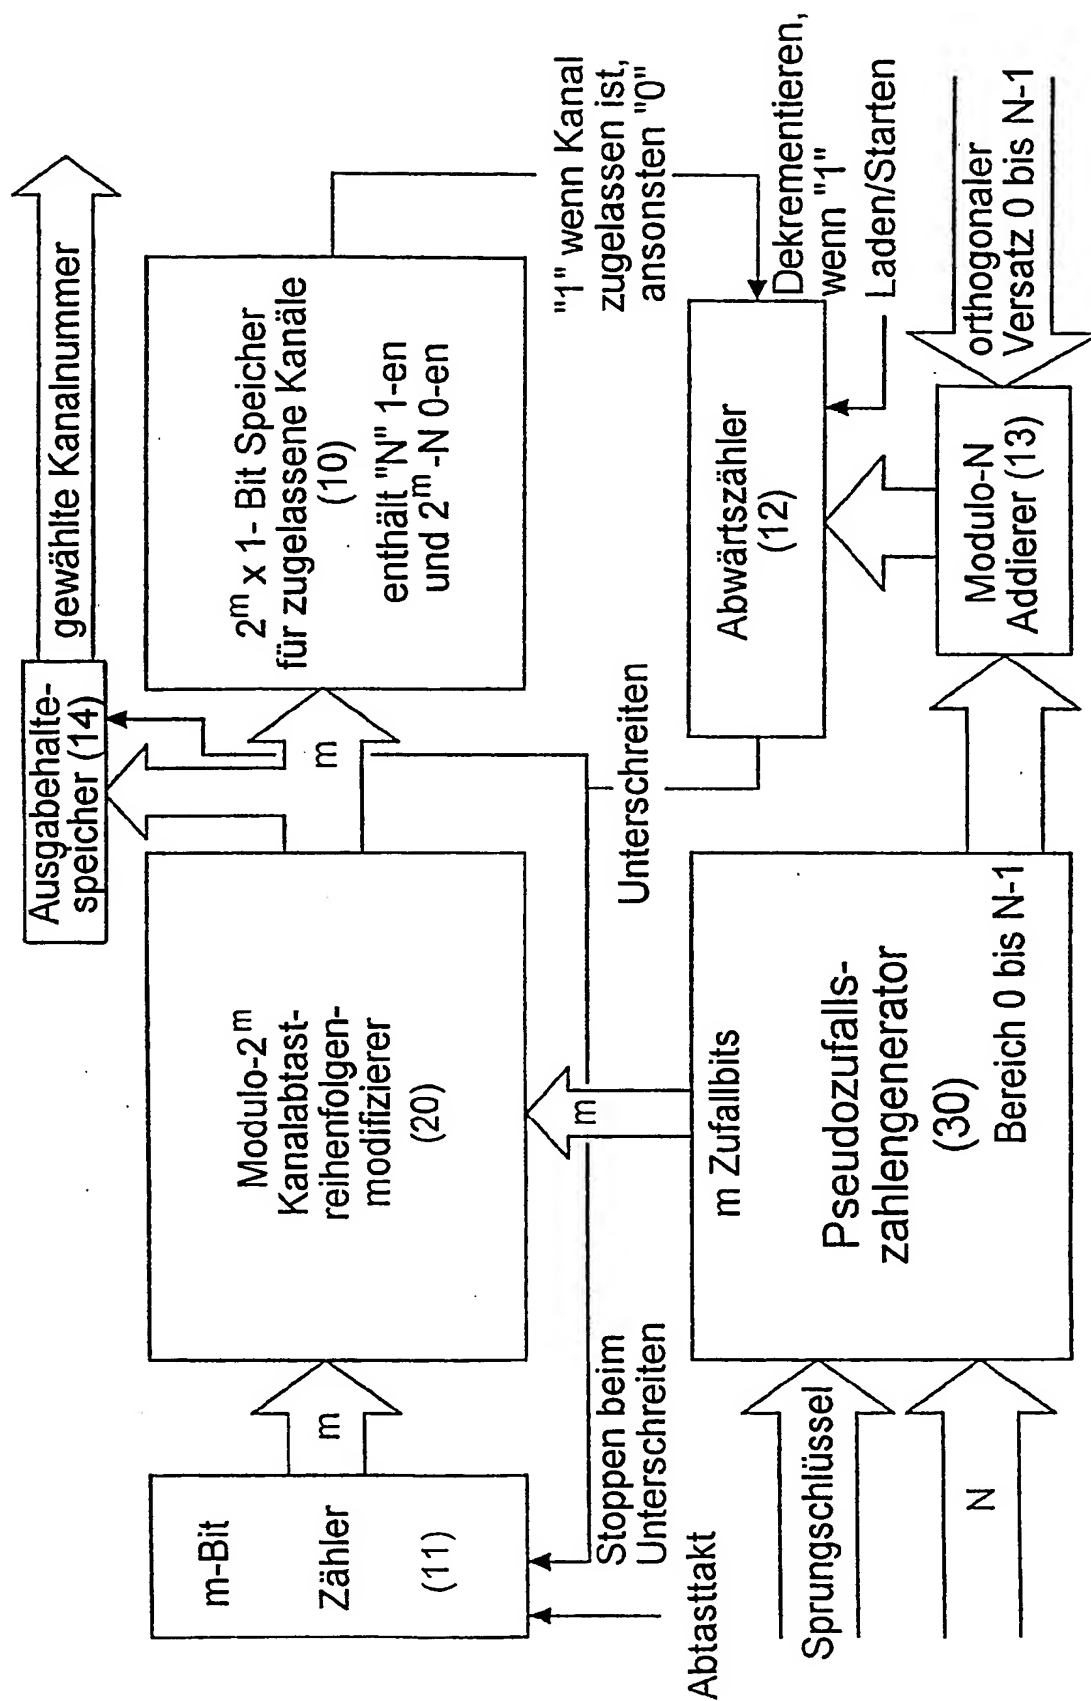 Ausgabehalte-
speicher (14)
gewählte Kanalnummer
m-Bit
Zähler
(11)
m
Modulo-2^m
Kanalabtast-
reihenfolgen-
modifizierer
(20)
m
2^m x 1- Bit Speicher
für zugelassene Kanäle
(10)
enthält "N" 1-en
und 2^m-N 0-en
"1" wenn Kanal
zugelassen ist,
ansonsten "0"
Stoppen beim
Unterschreiten
Abtasttakt
m
Unterschreiten
Abwärtszähler
(12)
Dekrementieren,
wenn "1"
Laden/Starten
Sprungschlüssel
N
m Zufallbits
Pseudozufalls-
zahlengenerator
(30)
Bereich 0 bis N-1
Modulo-N
Addierer (13)
orthogonaler
Versatz 0 bis N-1